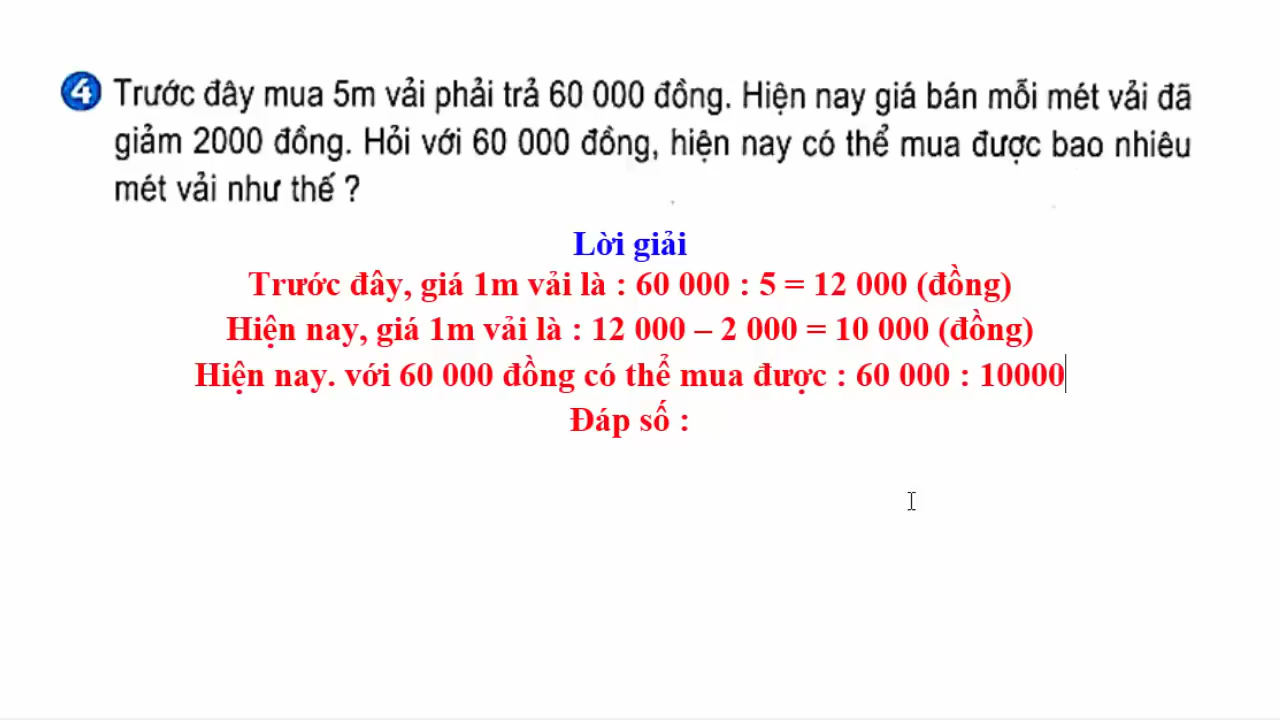 4 Trước đây mua 5m vải phải trả 60 000 đồng. Hiện nay giá bán mỗi mét vải đã
giảm 2000 đồng. Hỏi với 60 000 đồng, hiện nay có thể mua được bao nhiêu
mét vải như thế ?
Lời giải
Trước đây, giá 1m vải là : 60 000 : 5 = 12 000 (đồng)
Hiện nay, giá 1m vải là : 12 000 – 2 000 = 10 000 (đồng)
Hiện nay. với 60 000 đồng có thể mua được : 60 000 : 10000
Đáp số :